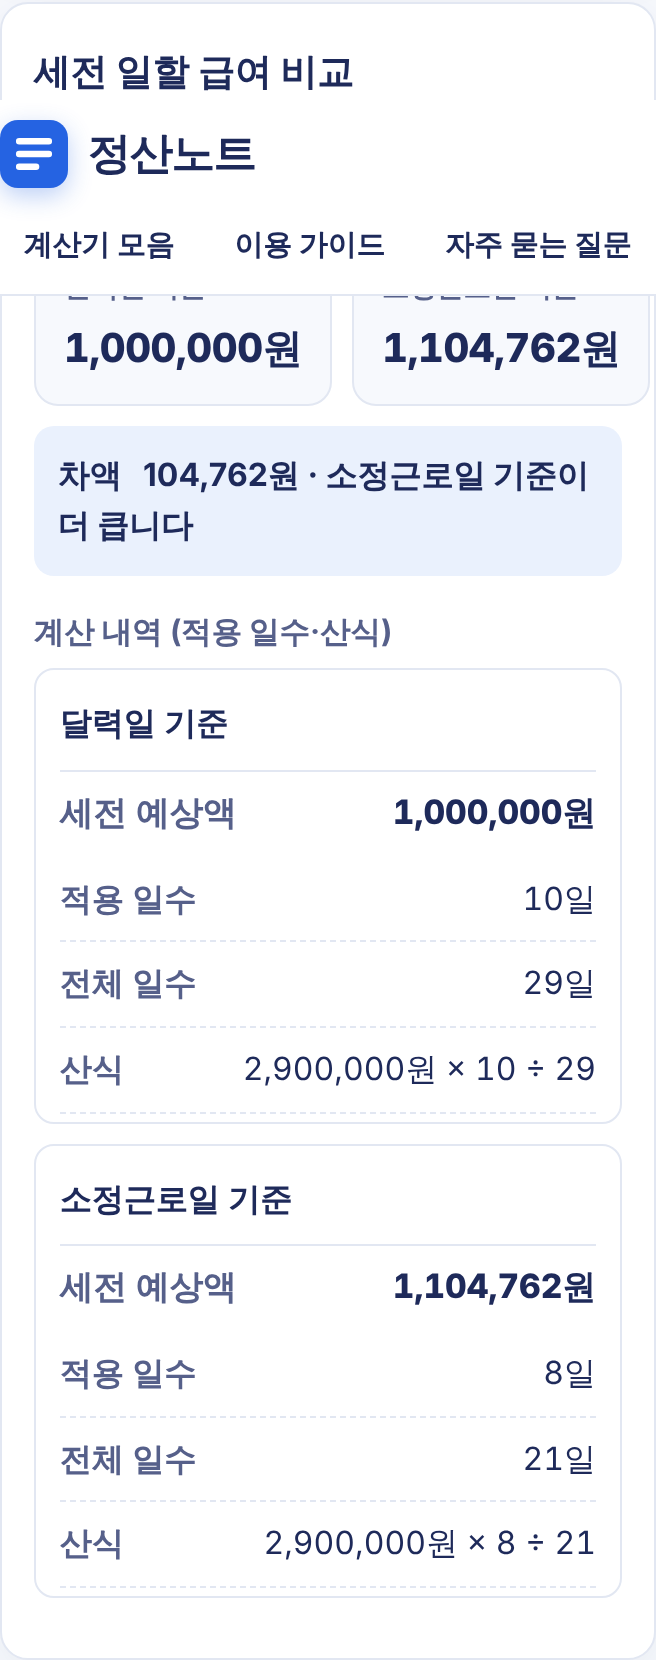 세전 일할 급여 비교
정산노트
계산기 모음 이용 가이드 자주 묻는 질문
1,000,000원 1,104,762원
차액 104,762원 · 소정근로일 기준이
더 큽니다
계산 내역 (적용 일수·산식)
달력일 기준
세전 예상액 1,000,000원
적용 일수 10일
전체 일수 29일
산식 2,900,000원 × 10 ÷ 29
소정근로일 기준
세전 예상액 1,104,762원
적용 일수 8일
전체 일수 21일
산식 2,900,000원 × 8 ÷ 21